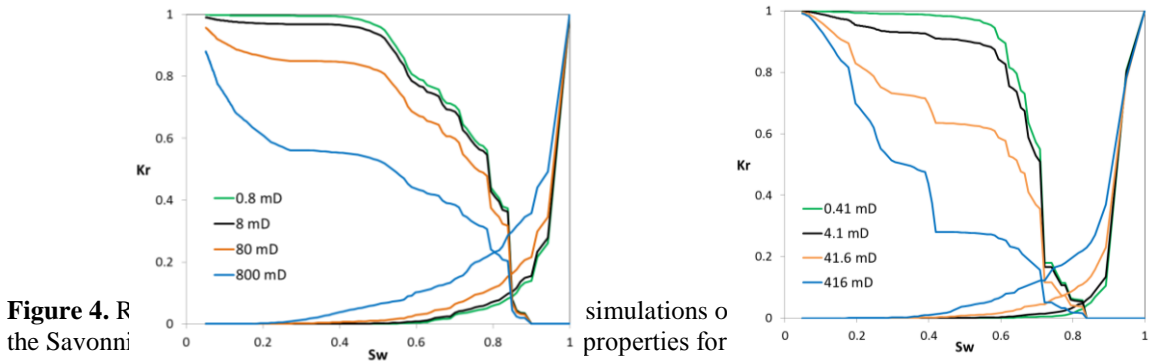 1
0.8
0.6
Kr
0.4
0.2
0
0.8 mD
8 mD
80 mD
800 mD
0 0.2 0.4 0.6 0.8 1
Sw
1
0.8
0.6
Kr
0.4
0.2
0
0.41 mD
4.1 mD
41.6 mD
416 mD
0 0.2 0.4 0.6 0.8 1
Sw
Figure 4. R simulations o
the Savonni properties for